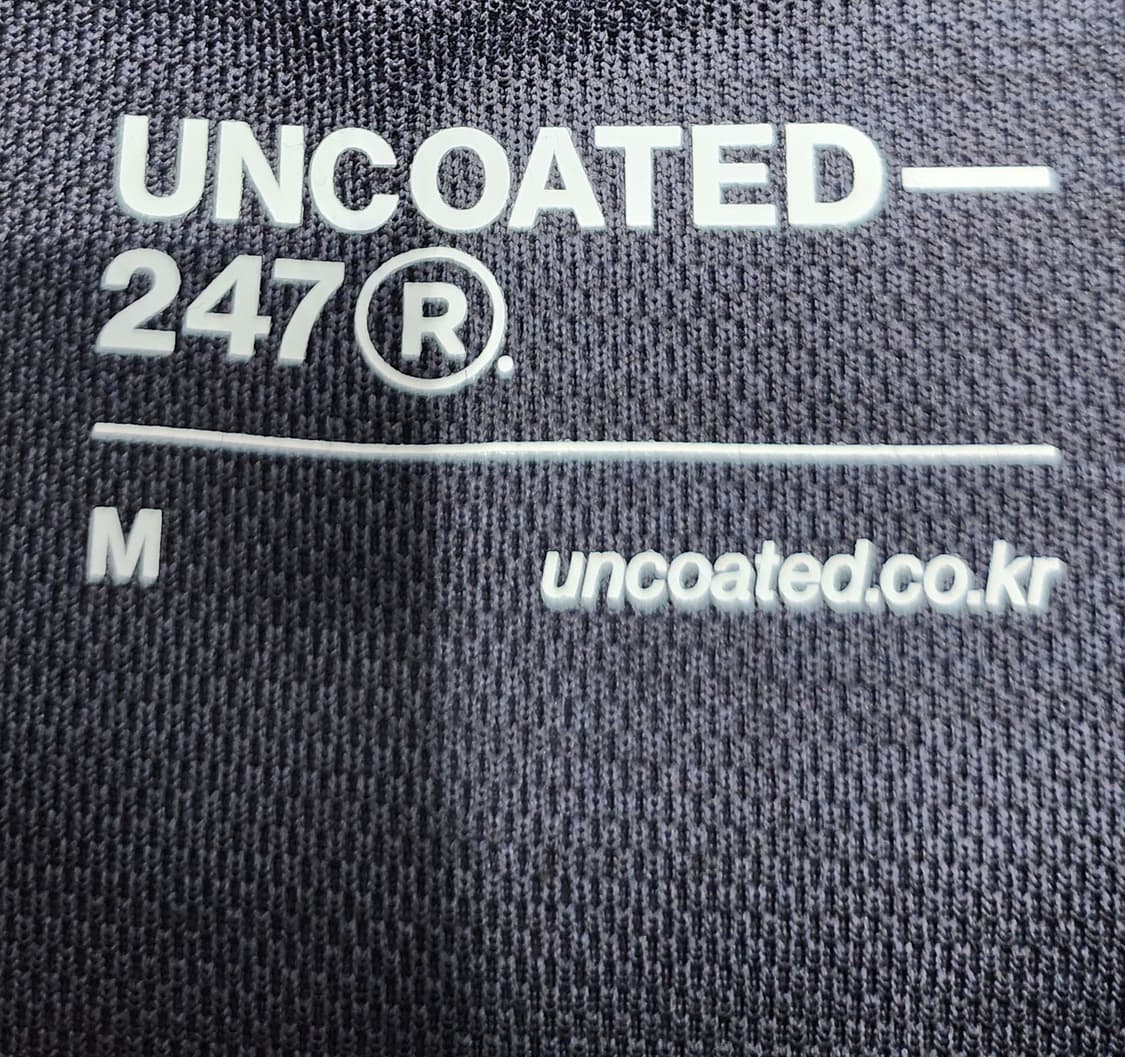 UNCOATED—
247®.
M
uncoated.co.kr